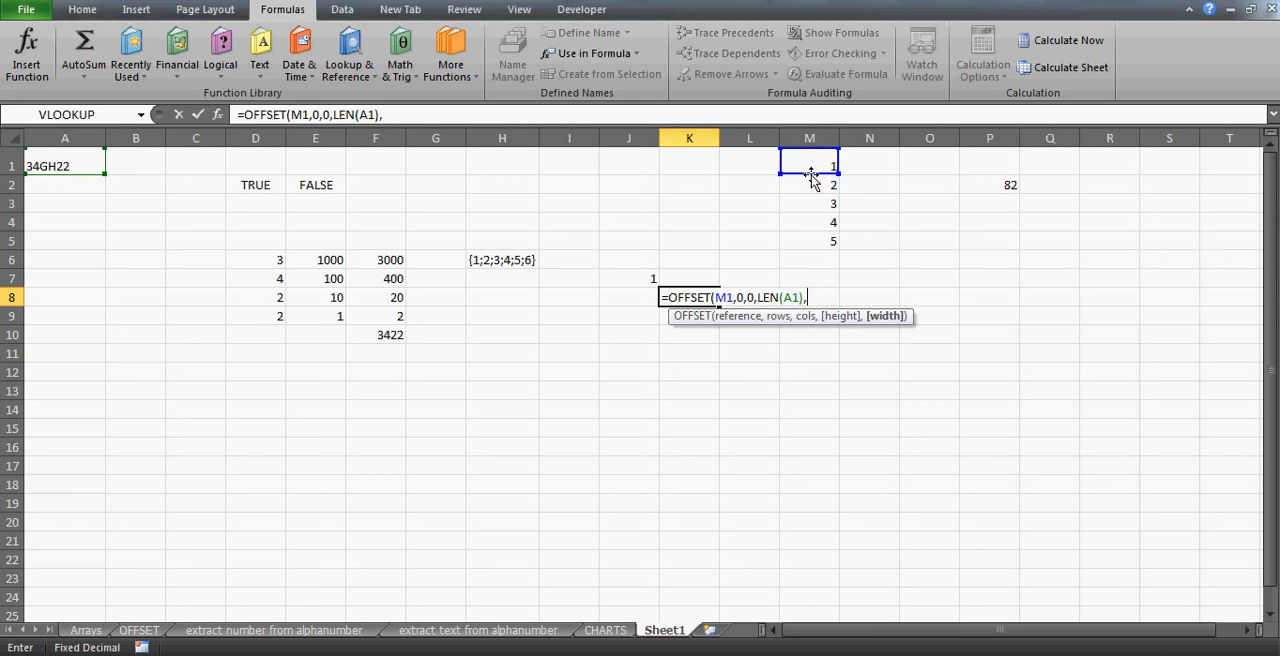 File Home Insert Page Layout Formulas Data New Tab Review View Developer
fx Insert Function
Σ AutoSum
Recently Used
Financial
Logical
A Text
Date & Time
Lookup & Reference
θ Math & Trig
More Functions
Function Library
Name Manager
Define Name
Use in Formula
Create from Selection
Defined Names
Trace Precedents
Trace Dependents
Remove Arrows
Show Formulas
Error Checking
Evaluate Formula
Watch Window
Formula Auditing
Calculation Options
Calculate Now
Calculate Sheet
Calculation
VLOOKUP fx =OFFSET(M1,0,0,LEN(A1),
A B C D E F G H I J K L M N O P Q R S T
1 34GH22 1
2 TRUE FALSE 2 82
3 3
4 4
5 5
6 3 1000 3000 {1;2;3;4;5;6}
7 4 100 400 1
8 2 10 20 =OFFSET(M1,0,0,LEN(A1),
9 2 1 2 OFFSET(reference, rows, cols, [height], [width])
10 3422
11
12
13
14
15
16
17
18
19
20
21
22
23
24
25
Arrays OFFSET extract number from alphanumber extract text from alphanumber CHARTS Sheet1
Enter Fixed Decimal